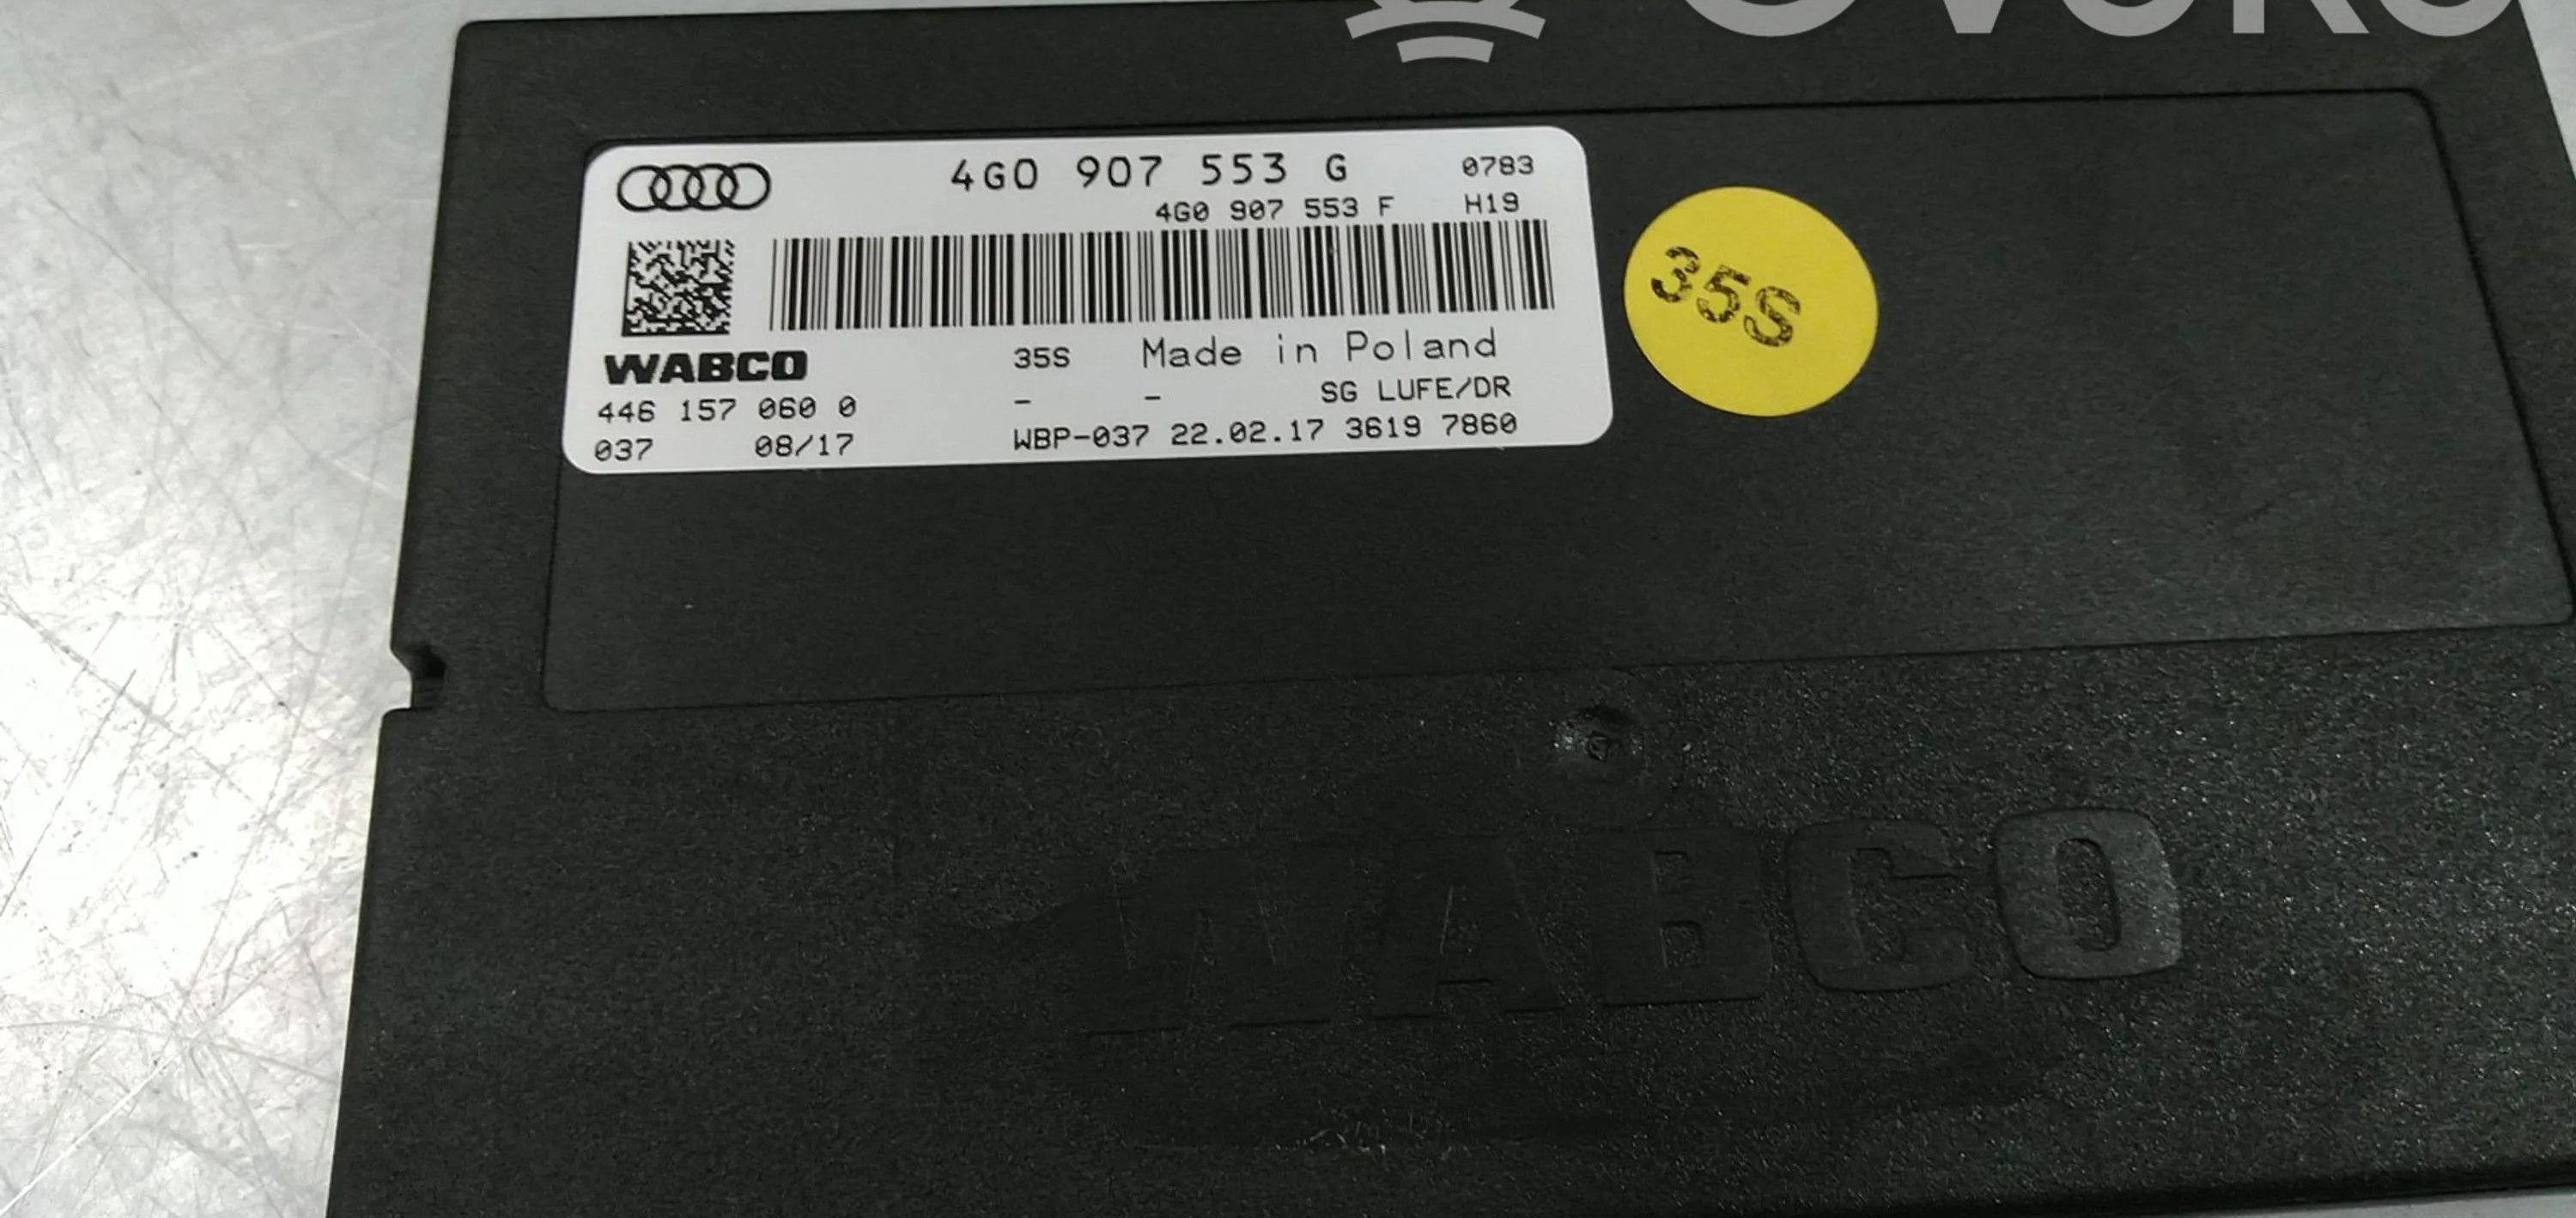 4G0 907 553 G 0783
4G0 907 553 F H19
WABCO 35S Made in Poland
446 157 060 0 - - SG LUFE/DR
037 08/17 WBP-037 22.02.17 3619 7860
35S
WABCO